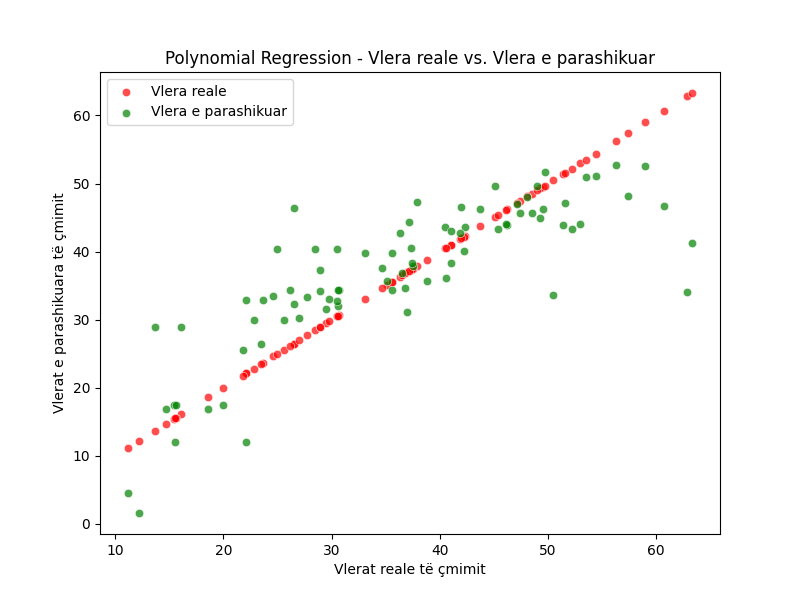 Polynomial Regression - Vlera reale vs. Vlera e parashikuar
Vlera reale
Vlera e parashikuar
Vlerat e parashikuara të çmimit
60
50
40
30
20
10
0
10 20 30 40 50 60
Vlerat reale të çmimit